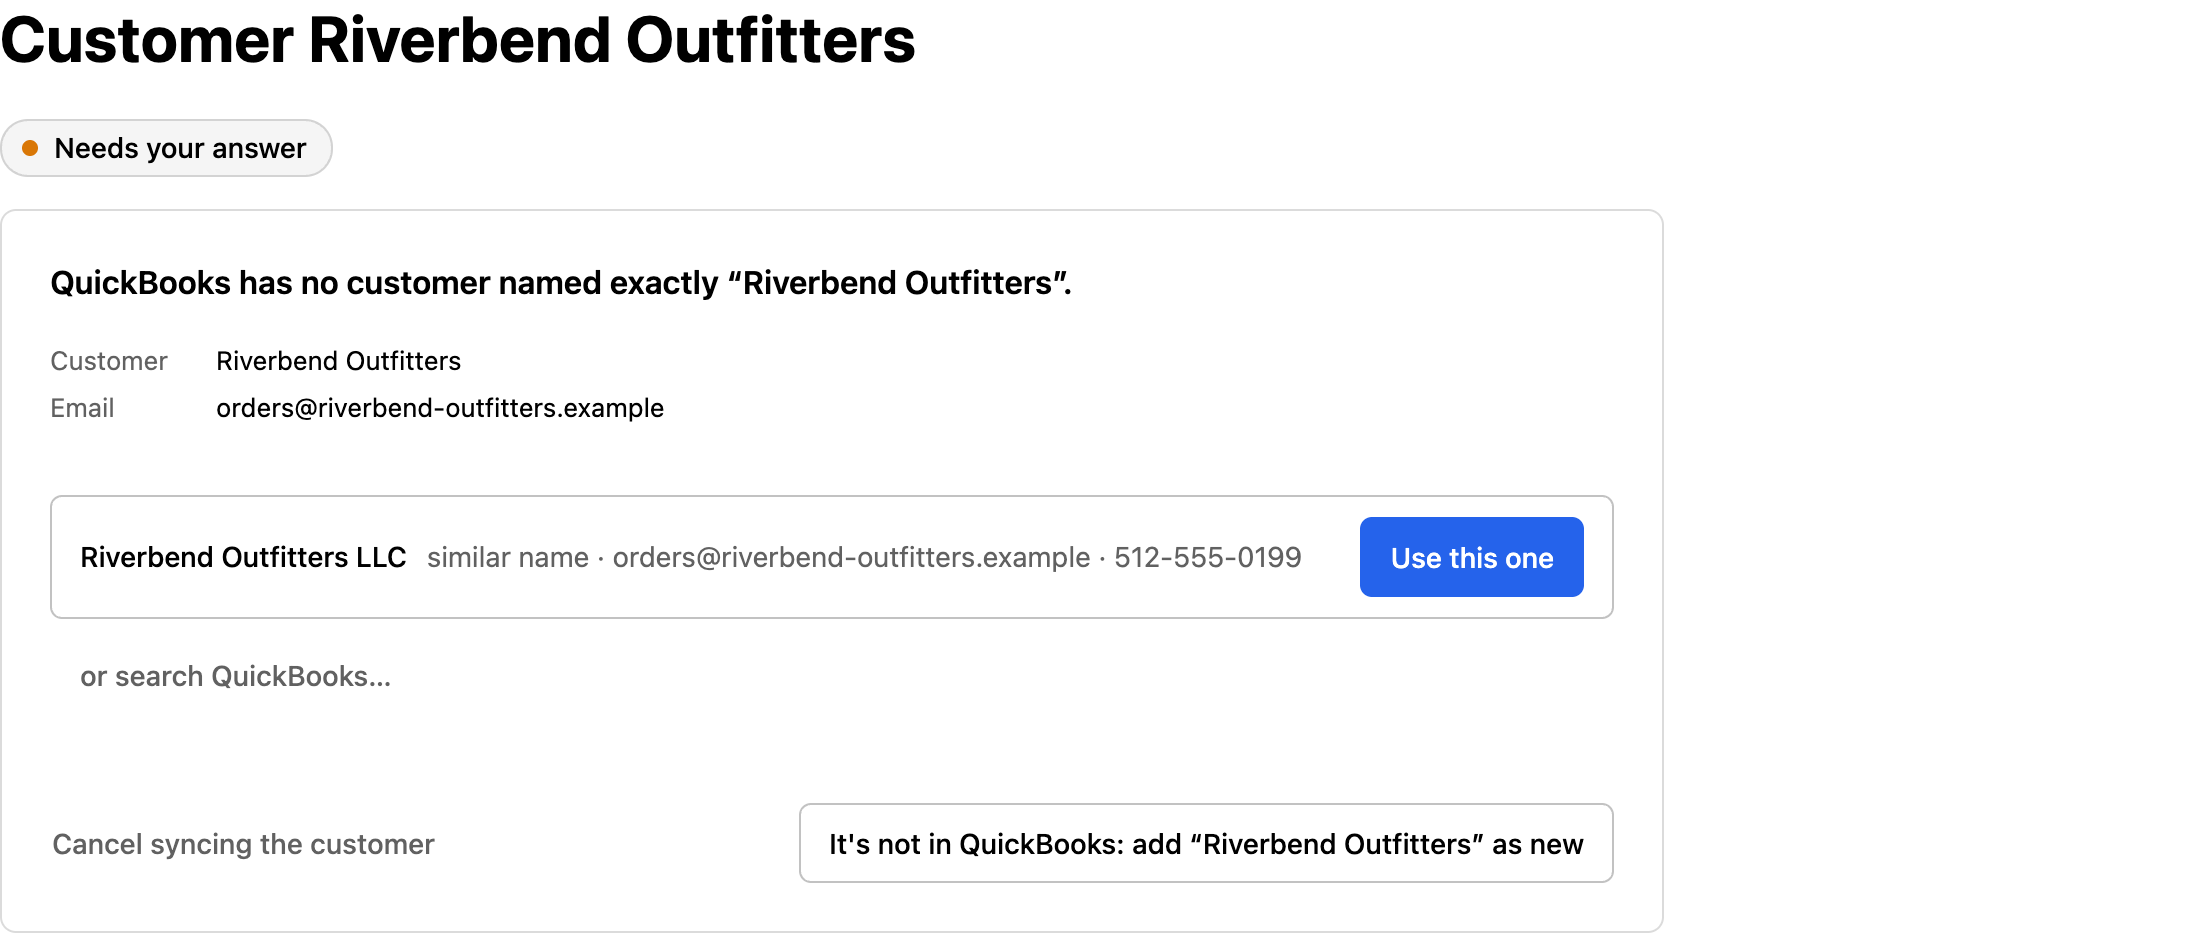 Customer Riverbend Outfitters
Needs your answer
QuickBooks has no customer named exactly “Riverbend Outfitters”.
Customer Riverbend Outfitters
Email orders@riverbend-outfitters.example
Riverbend Outfitters LLC similar name · orders@riverbend-outfitters.example · 512-555-0199 Use this one
or search QuickBooks...
Cancel syncing the customer It's not in QuickBooks: add “Riverbend Outfitters” as new